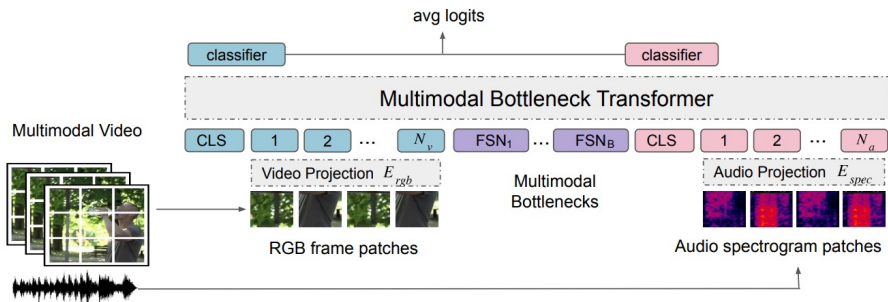 avg logits
classifier
classifier
Multimodal Bottleneck Transformer
Multimodal Video
CLS 1 2 ... N_v FSN_1 ... FSN_B CLS 1 2 ... N_a
Video Projection E_rgb
Multimodal
Bottlenecks
Audio Projection E_spec
RGB frame patches
Audio spectrogram patches